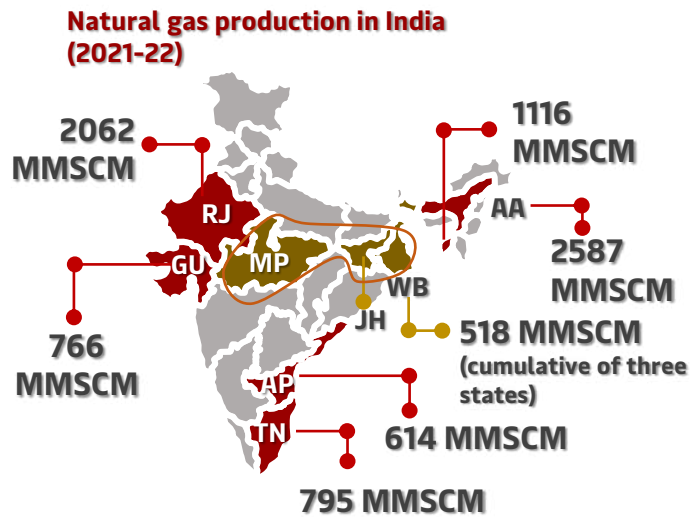 Natural gas production in India
(2021-22)
2062
MMSCM
1116
MMSCM
RJ
AA
2587
MMSCM
GU
MP
WB
JH
766
MMSCM
518 MMSCM
(cumulative of three
states)
AP
614 MMSCM
TN
795 MMSCM